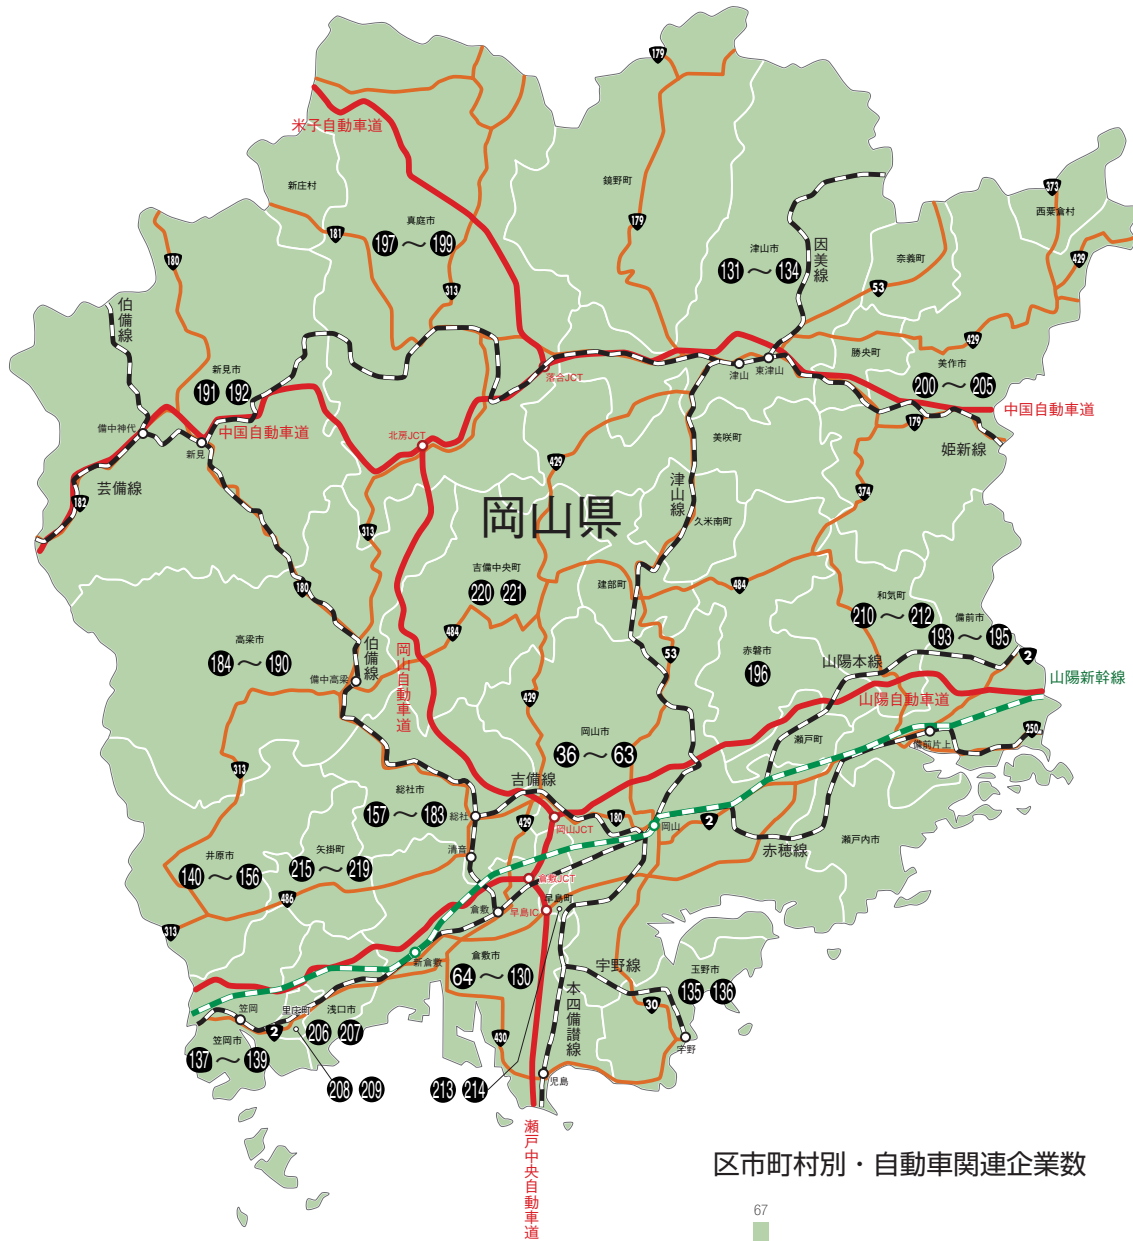 179
米子自動車道
新庄村
鏡野町
373
西粟倉村
真庭市
197～199
181
179
津山市
131～134
因美線
奈義町
429
180
53
313
伯備線
429
勝央町
美作市
200～205
新見市
191 192
落合JCT
津山
東津山
中国自動車道
179
姫新線
備中神代
中国自動車道
新見
北房JCT
美咲町
429
芸備線
182
津山線
374
岡山県
久米南町
313
吉備中央町
220 221
建部町
484
和気町
210～212
備前市
193～195
180
484
高梁市
184～190
伯備線
岡山自動車道
53
赤磐市
196
山陽本線
2
山陽新幹線
備中高梁
429
山陽自動車道
岡山市
36～63
瀬戸町
備前片上
250
313
吉備線
総社市
157～183
総社
429
180
岡山JCT
岡山
2
赤穂線
瀬戸内市
清音
井原市
140～156
矢掛町
215～219
倉敷JCT
486
早島町
倉敷
早島IC
313
倉敷市
64～130
新倉敷
宇野線
玉野市
135 136
本四備讃線
30
笠岡
里庄町
浅口市
206 207
2
笠岡市
137～139
430
宇野
208 209
213 214
児島
瀬戸中央自動車道
区市町村別・自動車関連企業数
67